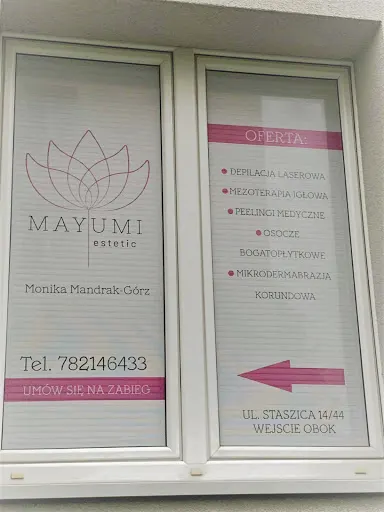 MAYUMI
estetic
Monika Mandrak-Górz
Tel. 782146433
UMÓW SIĘ NA ZABIEG
OFERTA:
DEPILACJA LASEROWA
MEZOTERAPIA IGŁOWA
PEELINGI MEDYCZNE
OSOCZE
BOGATOPŁYTKOWE
MIKRODERMABRAZJA
KORUNDOWA
UL. STASZICA 14/44
WEJSCIE OBOK